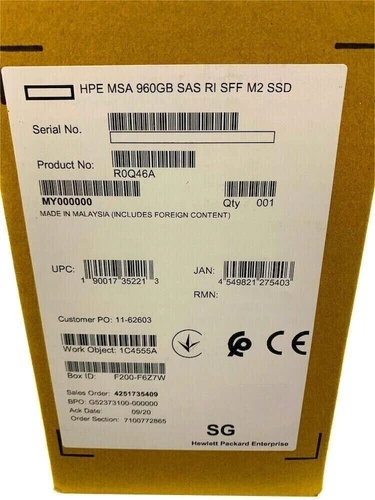 HPE MSA 960GB SAS RI SFF M2 SSD
Serial No.
Product No.:
R0Q46A
MY000000 Qty 001
MADE IN MALAYSIA (INCLUDES FOREIGN CONTENT)
UPC: 1 90017 35221 3 JAN: 4 549821 275403
RMN:
Customer PO: 11-62603
Work Object: 1C4555A
Box ID: F200-F6Z7W
Sales Order: 4251735409
BPO: G52373100-000000
Ack Date 09/20
Order Section: 7100772865
CE
SG
Hewlett Packard Enterprise